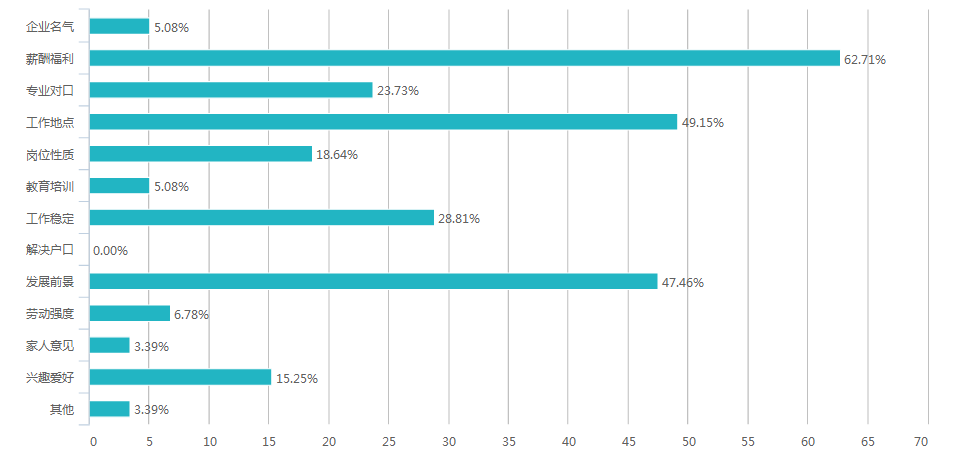 企业名气 5.08%
薪酬福利 62.71%
专业对口 23.73%
工作地点 49.15%
岗位性质 18.64%
教育培训 5.08%
工作稳定 28.81%
解决户口 0.00%
发展前景 47.46%
劳动强度 6.78%
家人意见 3.39%
兴趣爱好 15.25%
其他 3.39%
0 5 10 15 20 25 30 35 40 45 50 55 60 65 70